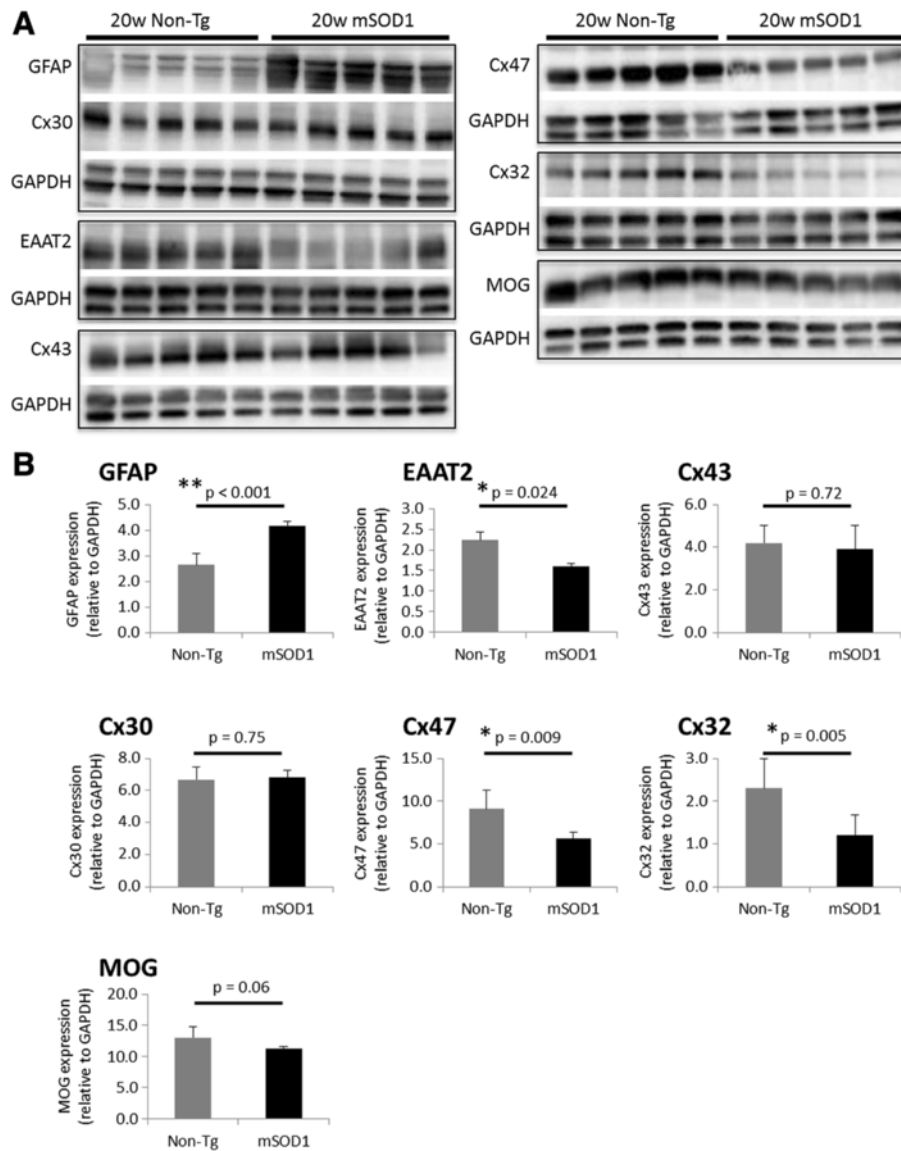 A
20w Non-Tg
20w mSOD1
GFAP
Cx30
GAPDH
EAAT2
GAPDH
Cx43
GAPDH
20w Non-Tg
20w mSOD1
Cx47
GAPDH
Cx32
GAPDH
MOG
GAPDH
B
GFAP
** p < 0.001
GFAP expression
(relative to GAPDH)
5.0
4.0
3.0
2.0
1.0
0.0
Non-Tg mSOD1
EAAT2
* p = 0.024
EAAT2 expression
(relative to GAPDH)
3.0
2.5
2.0
1.5
1.0
0.5
0.0
Non-Tg mSOD1
Cx43
p = 0.72
Cx43 expression
(relative to GAPDH)
6.0
4.0
2.0
0.0
Non-Tg mSOD1
Cx30
p = 0.75
Cx30 expression
(relative to GAPDH)
8.0
6.0
4.0
2.0
0.0
Non-Tg mSOD1
Cx47
* p = 0.009
Cx47 expression
(relative to GAPDH)
15.0
10.0
5.0
0.0
Non-Tg mSOD1
Cx32
* p = 0.005
Cx32 expression
(relative to GAPDH)
3.0
2.0
1.0
0.0
Non-Tg mSOD1
MOG
p = 0.06
MOG expression
(relative to GAPDH)
20.0
15.0
10.0
5.0
0.0
Non-Tg mSOD1